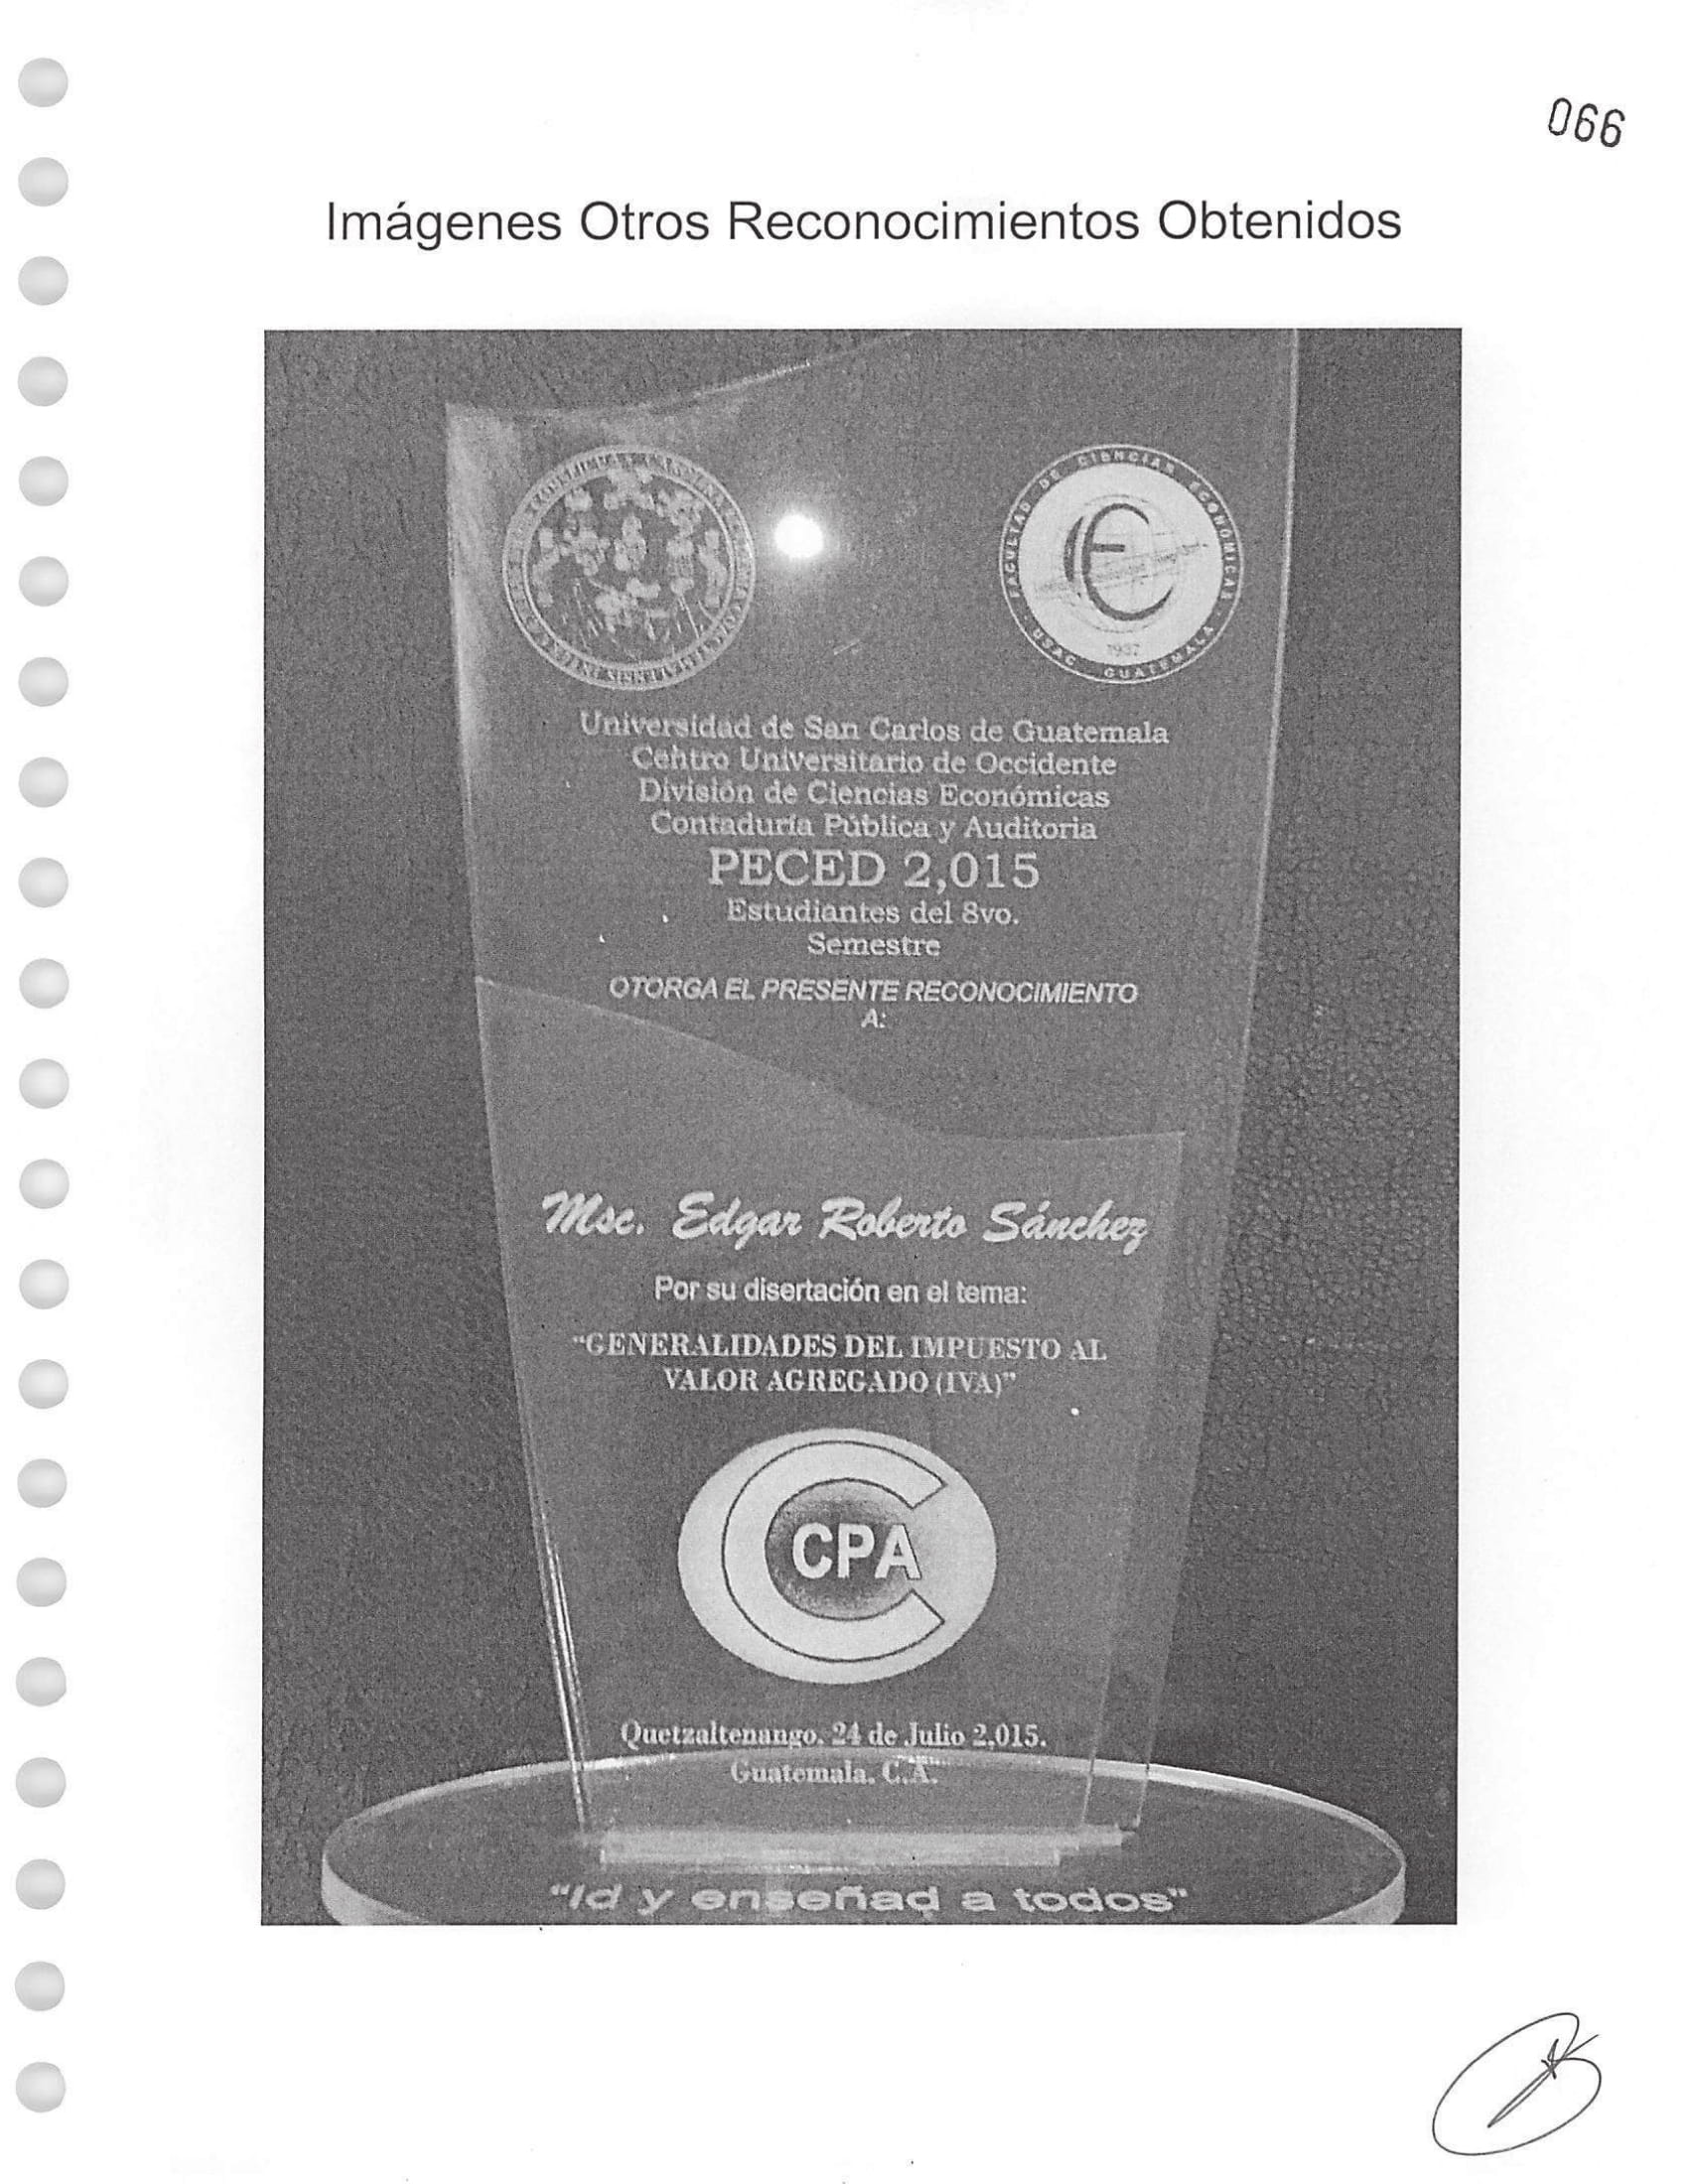 066
Imágenes Otros Reconocimientos Obtenidos
FACULTAD DE CIENCIAS ECONOMICAS
USAC GUATEMALA
1937
Universidad de San Carlos de Guatemala
Centro Universitario de Occidente
División de Ciencias Económicas
Contaduría Pública y Auditoria
PECED 2,015
Estudiantes del 8vo.
Semestre
OTORGA EL PRESENTE RECONOCIMIENTO
A:
Msc. Edgar Roberto Sánchez
Por su disertación en el tema:
"GENERALIDADES DEL IMPUESTO AL
VALOR AGREGADO (IVA)"
CPA
Quetzaltenango, 24 de Julio 2,015.
Guatemala, C.A.
"Id y enseñad a todos"